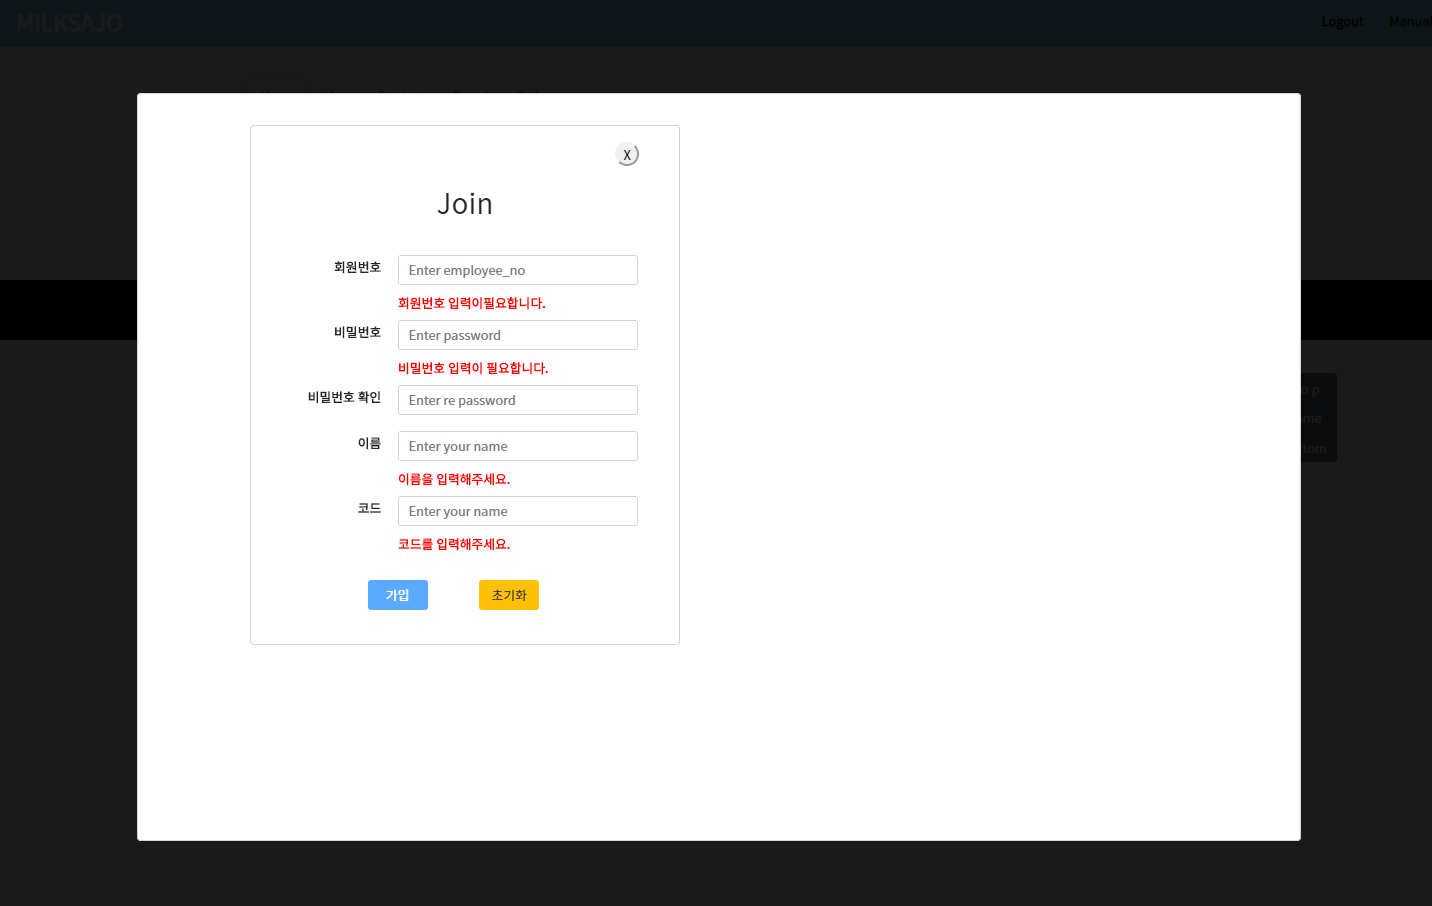 MILKSAJO
Logout
Manual
X
Join
회원번호
Enter employee_no
회원번호 입력이필요합니다.
비밀번호
Enter password
비밀번호 입력이 필요합니다.
비밀번호 확인
Enter re password
이름
Enter your name
이름을 입력해주세요.
코드
Enter your name
코드를 입력해주세요.
가입
초기화
o p
me
tom